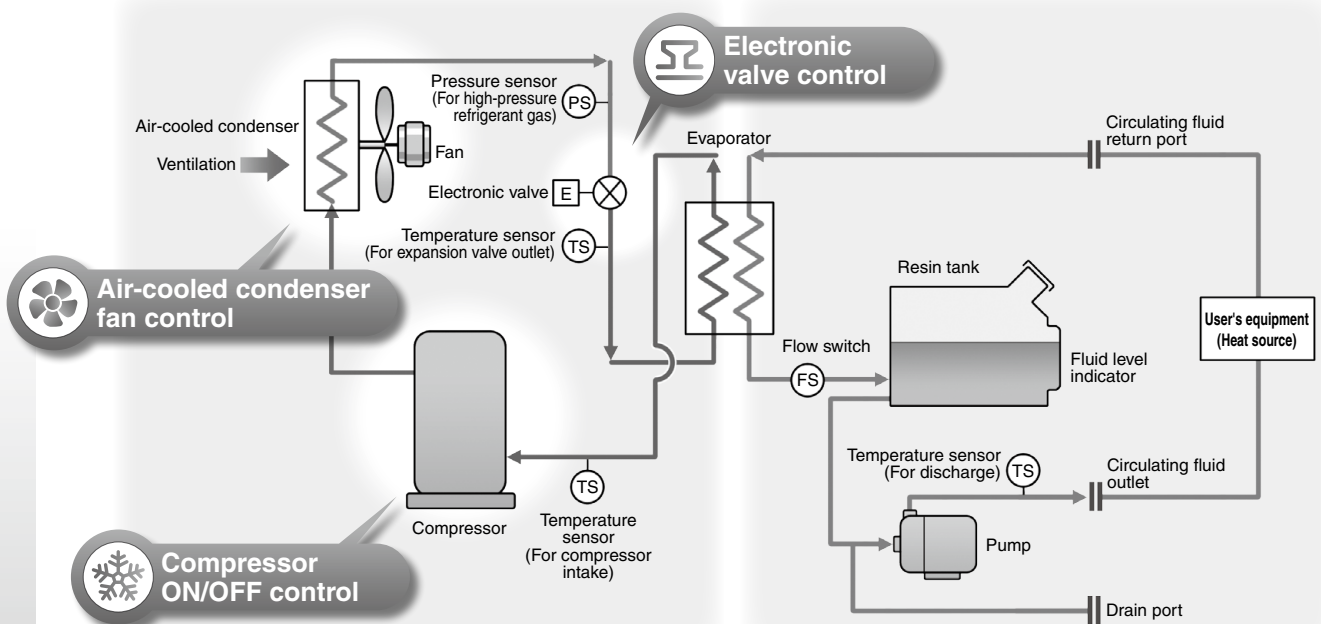 Electronic
valve control
Pressure sensor
(For high-pressure
refrigerant gas)
PS
Air-cooled condenser
Ventilation
Fan
Evaporator
Circulating fluid
return port
Electronic valve
E
Temperature sensor
(For expansion valve outlet)
TS
Air-cooled condenser
fan control
Resin tank
User's equipment
(Heat source)
Flow switch
FS
Fluid level
indicator
Temperature sensor
(For discharge)
TS
Circulating fluid
outlet
TS
Compressor
Temperature
sensor
(For compressor
intake)
Pump
Compressor
ON/OFF control
Drain port